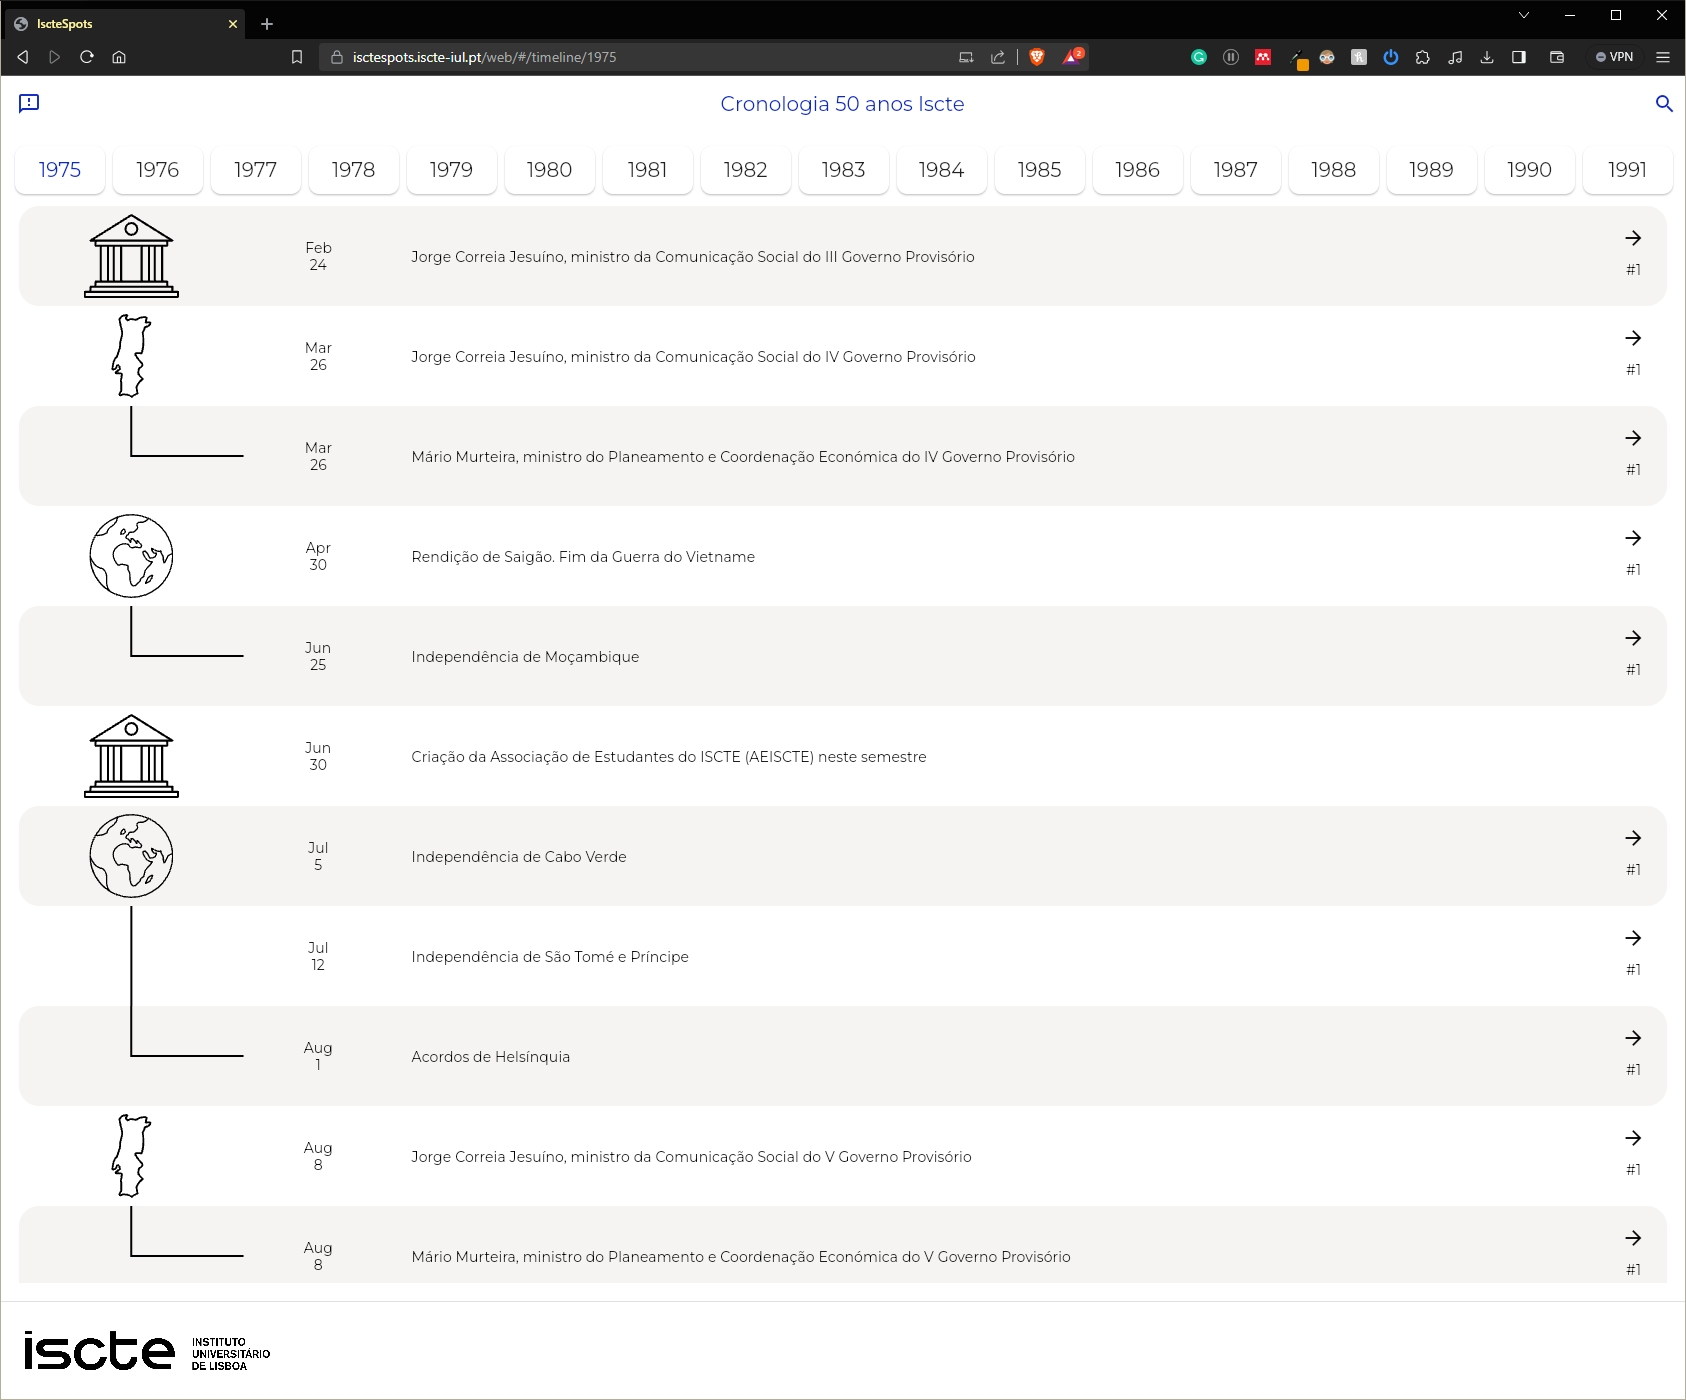 IscteSpots
isctespots.iscte-iul.pt/web/#/timeline/1975
2
VPN
Cronologia 50 anos Iscte
1975 1976 1977 1978 1979 1980 1981 1982 1983 1984 1985 1986 1987 1988 1989 1990 1991
Feb
24
Jorge Correia Jesuíno, ministro da Comunicação Social do III Governo Provisório
#1
Mar
26
Jorge Correia Jesuíno, ministro da Comunicação Social do IV Governo Provisório
#1
Mar
26
Mário Murteira, ministro do Planeamento e Coordenação Económica do IV Governo Provisório
#1
Apr
30
Rendição de Saigão. Fim da Guerra do Vietname
#1
Jun
25
Independência de Moçambique
#1
Jun
30
Criação da Associação de Estudantes do ISCTE (AEISCTE) neste semestre
Jul
5
Independência de Cabo Verde
#1
Jul
12
Independência de São Tomé e Príncipe
#1
Aug
1
Acordos de Helsínquia
#1
Aug
8
Jorge Correia Jesuíno, ministro da Comunicação Social do V Governo Provisório
#1
Aug
8
Mário Murteira, ministro do Planeamento e Coordenação Económica do V Governo Provisório
#1
iscte
INSTITUTO
UNIVERSITÁRIO
DE LISBOA